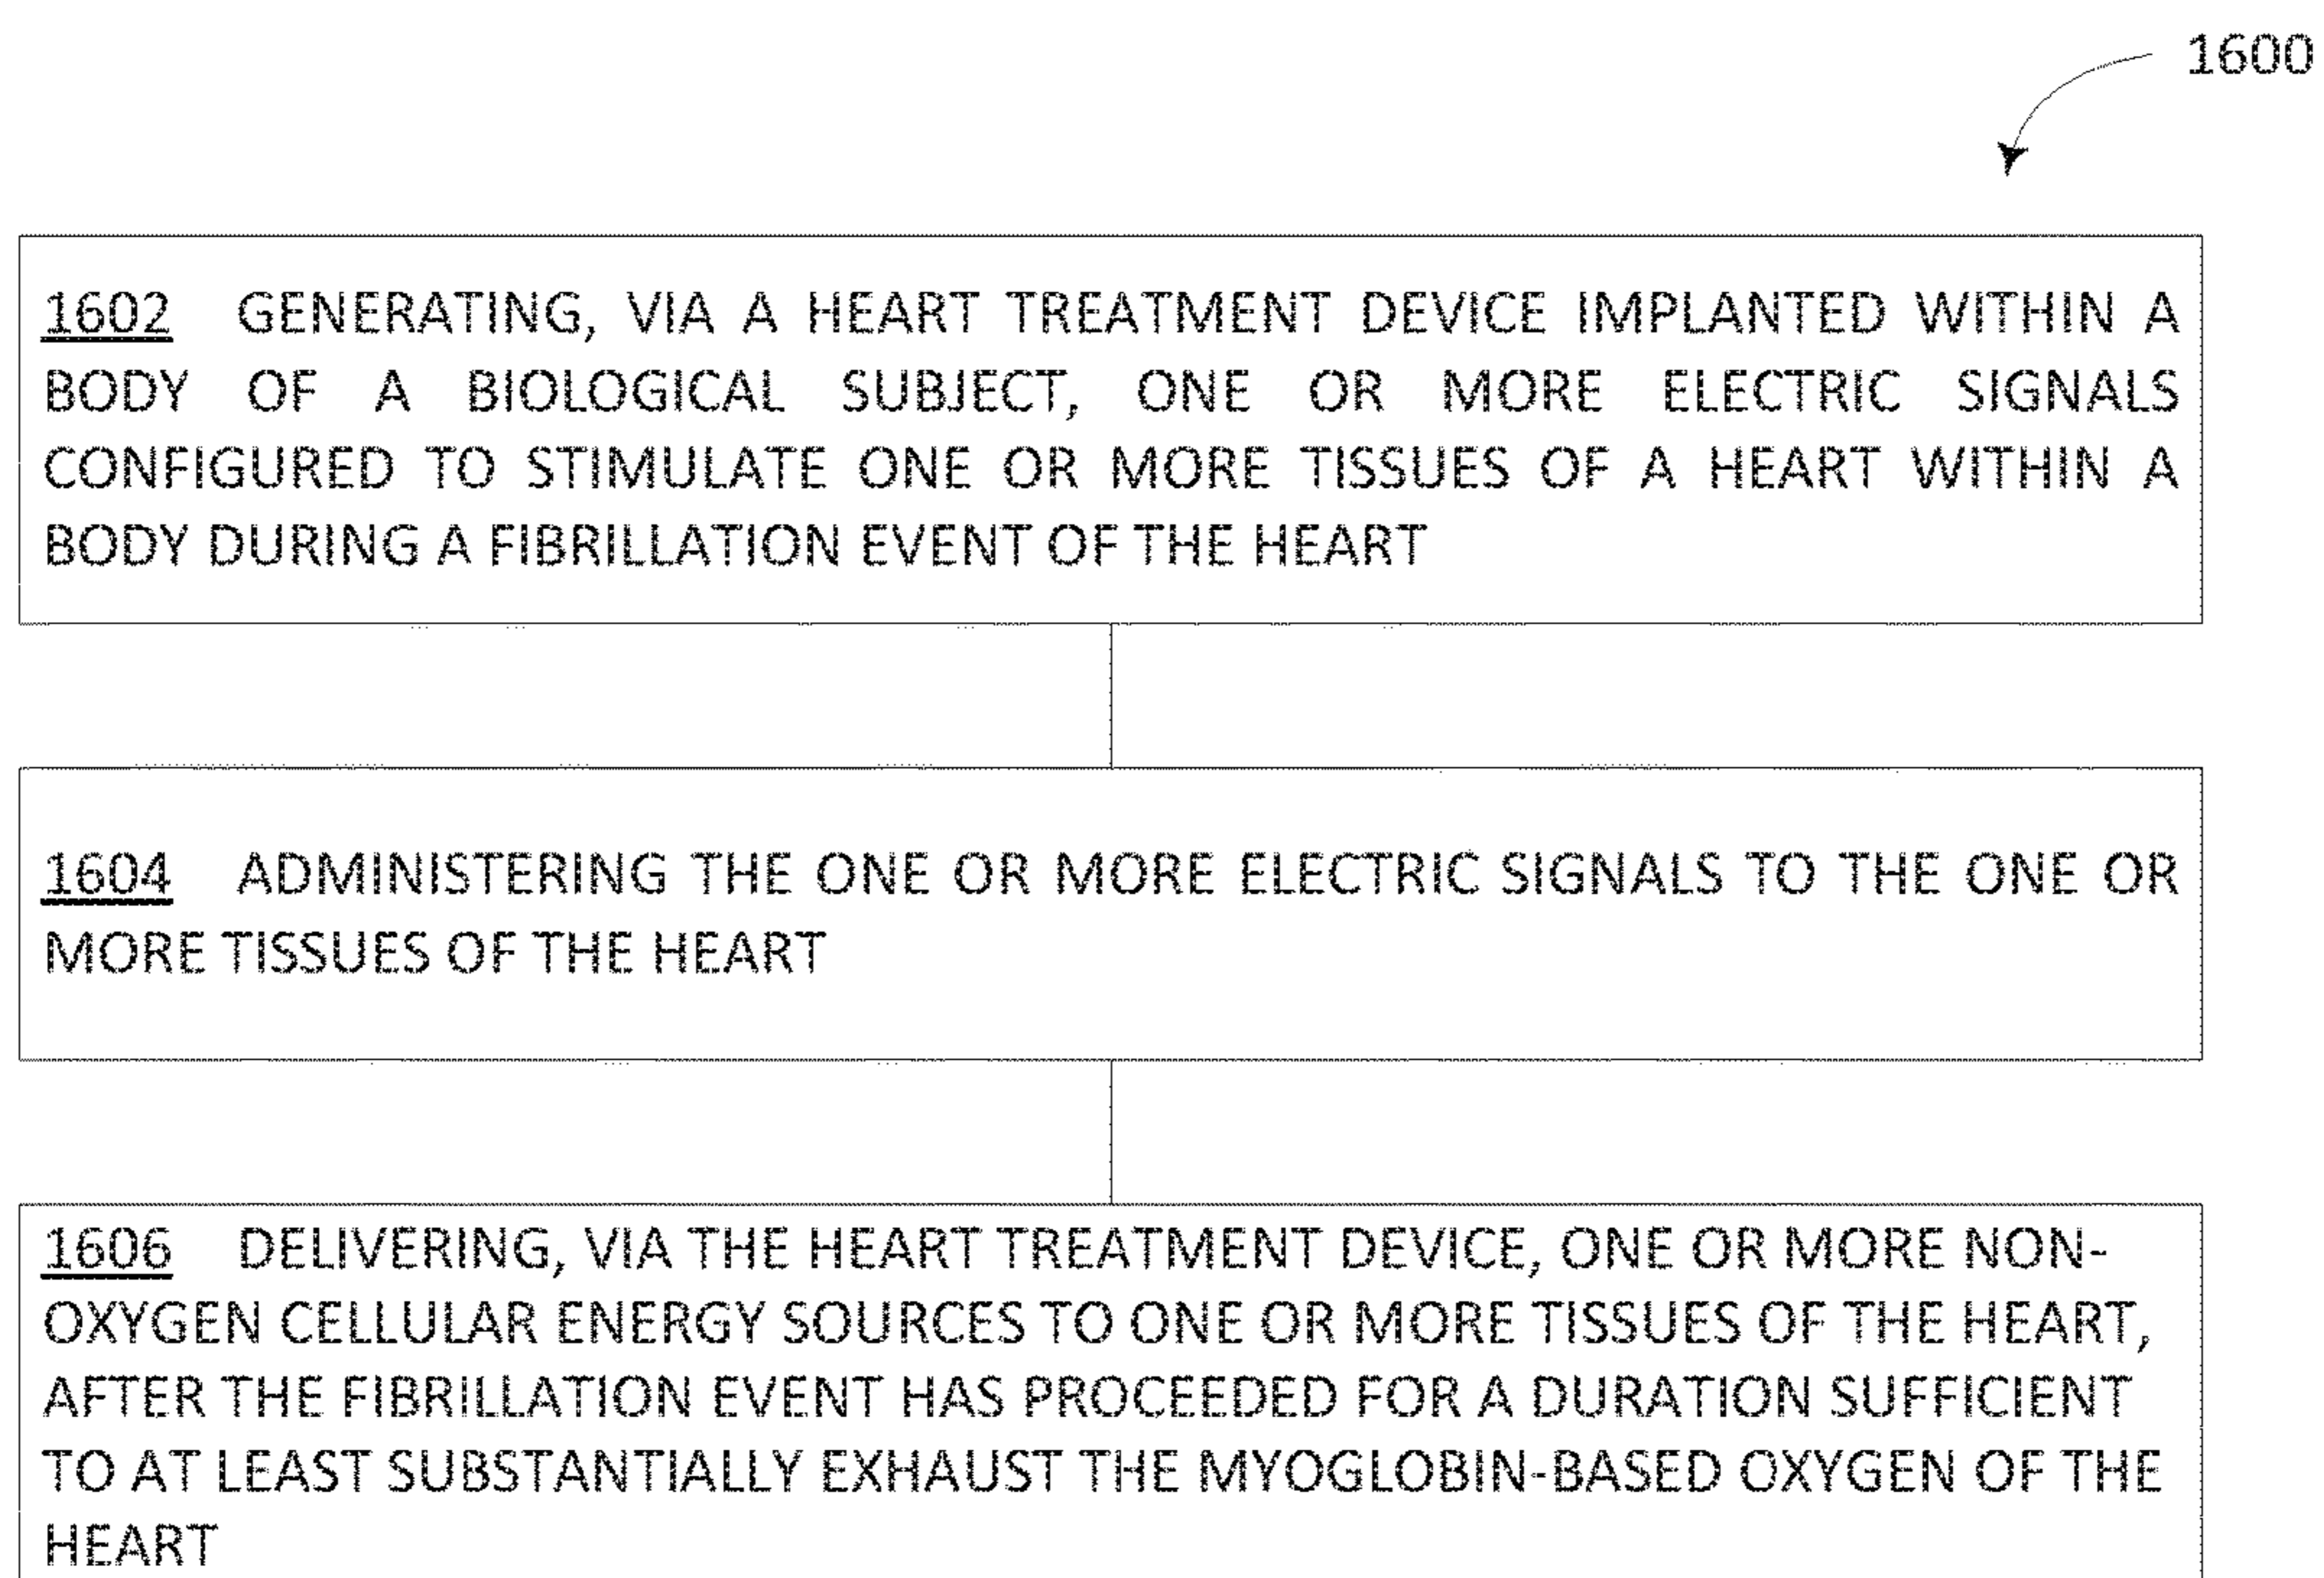 1600
1602 GENERATING, VIA A HEART TREATMENT DEVICE IMPLANTED WITHIN A
BODY OF A BIOLOGICAL SUBJECT, ONE OR MORE ELECTRIC SIGNALS
CONFIGURED TO STIMULATE ONE OR MORE TISSUES OF A HEART WITHIN A
BODY DURING A FIBRILLATION EVENT OF THE HEART
1604 ADMINISTERING THE ONE OR MORE ELECTRIC SIGNALS TO THE ONE OR
MORE TISSUES OF THE HEART
1606 DELIVERING, VIA THE HEART TREATMENT DEVICE, ONE OR MORE NON-
OXYGEN CELLULAR ENERGY SOURCES TO ONE OR MORE TISSUES OF THE HEART,
AFTER THE FIBRILLATION EVENT HAS PROCEEDED FOR A DURATION SUFFICIENT
TO AT LEAST SUBSTANTIALLY EXHAUST THE MYOGLOBIN-BASED OXYGEN OF THE
HEART